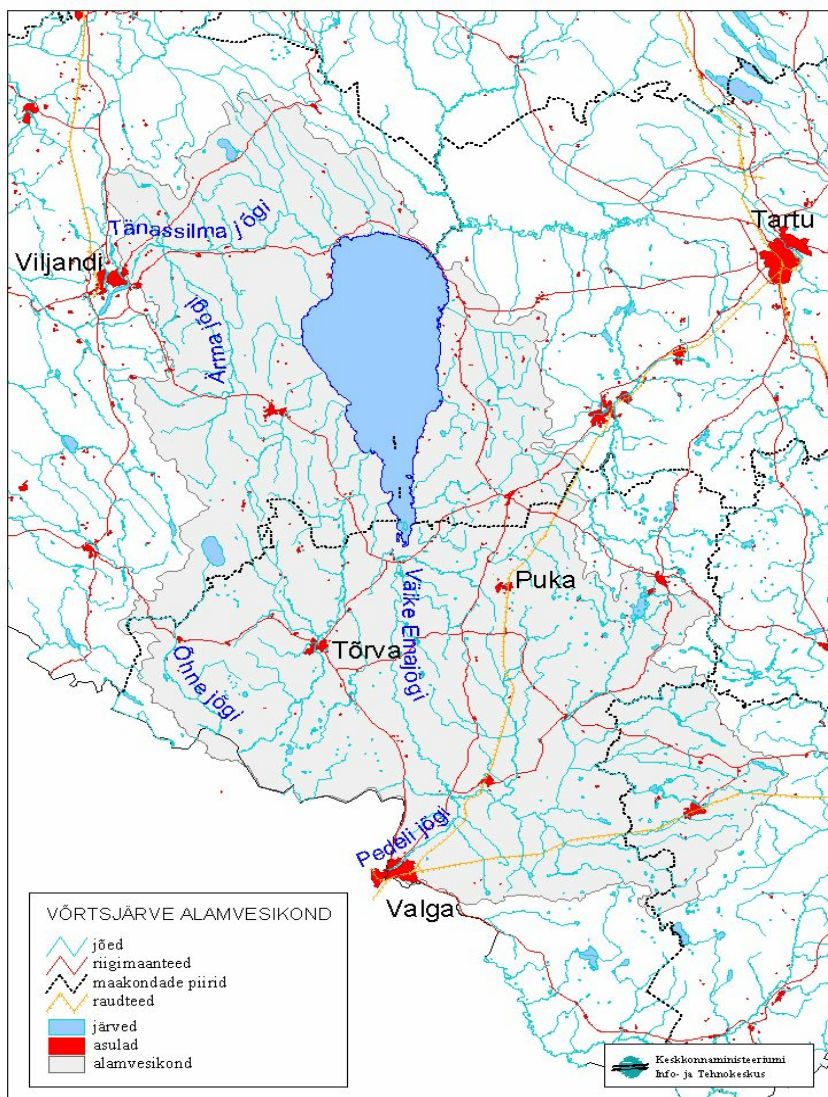 Tänassilma jõgi
Tartu
Viljandi
Ärma jõgi
Väike Emajõgi
Puka
Tõrva
Õhne jõgi
Pedeli jõgi
Valga
VÕRTSJÄRVE ALAMVESIKOND
jõed
riigimaanteed
maakondade piirid
raudteed
järved
asulad
alamvesikond
Keskkonnaministeeriumi
Info- ja Tehnokeskus